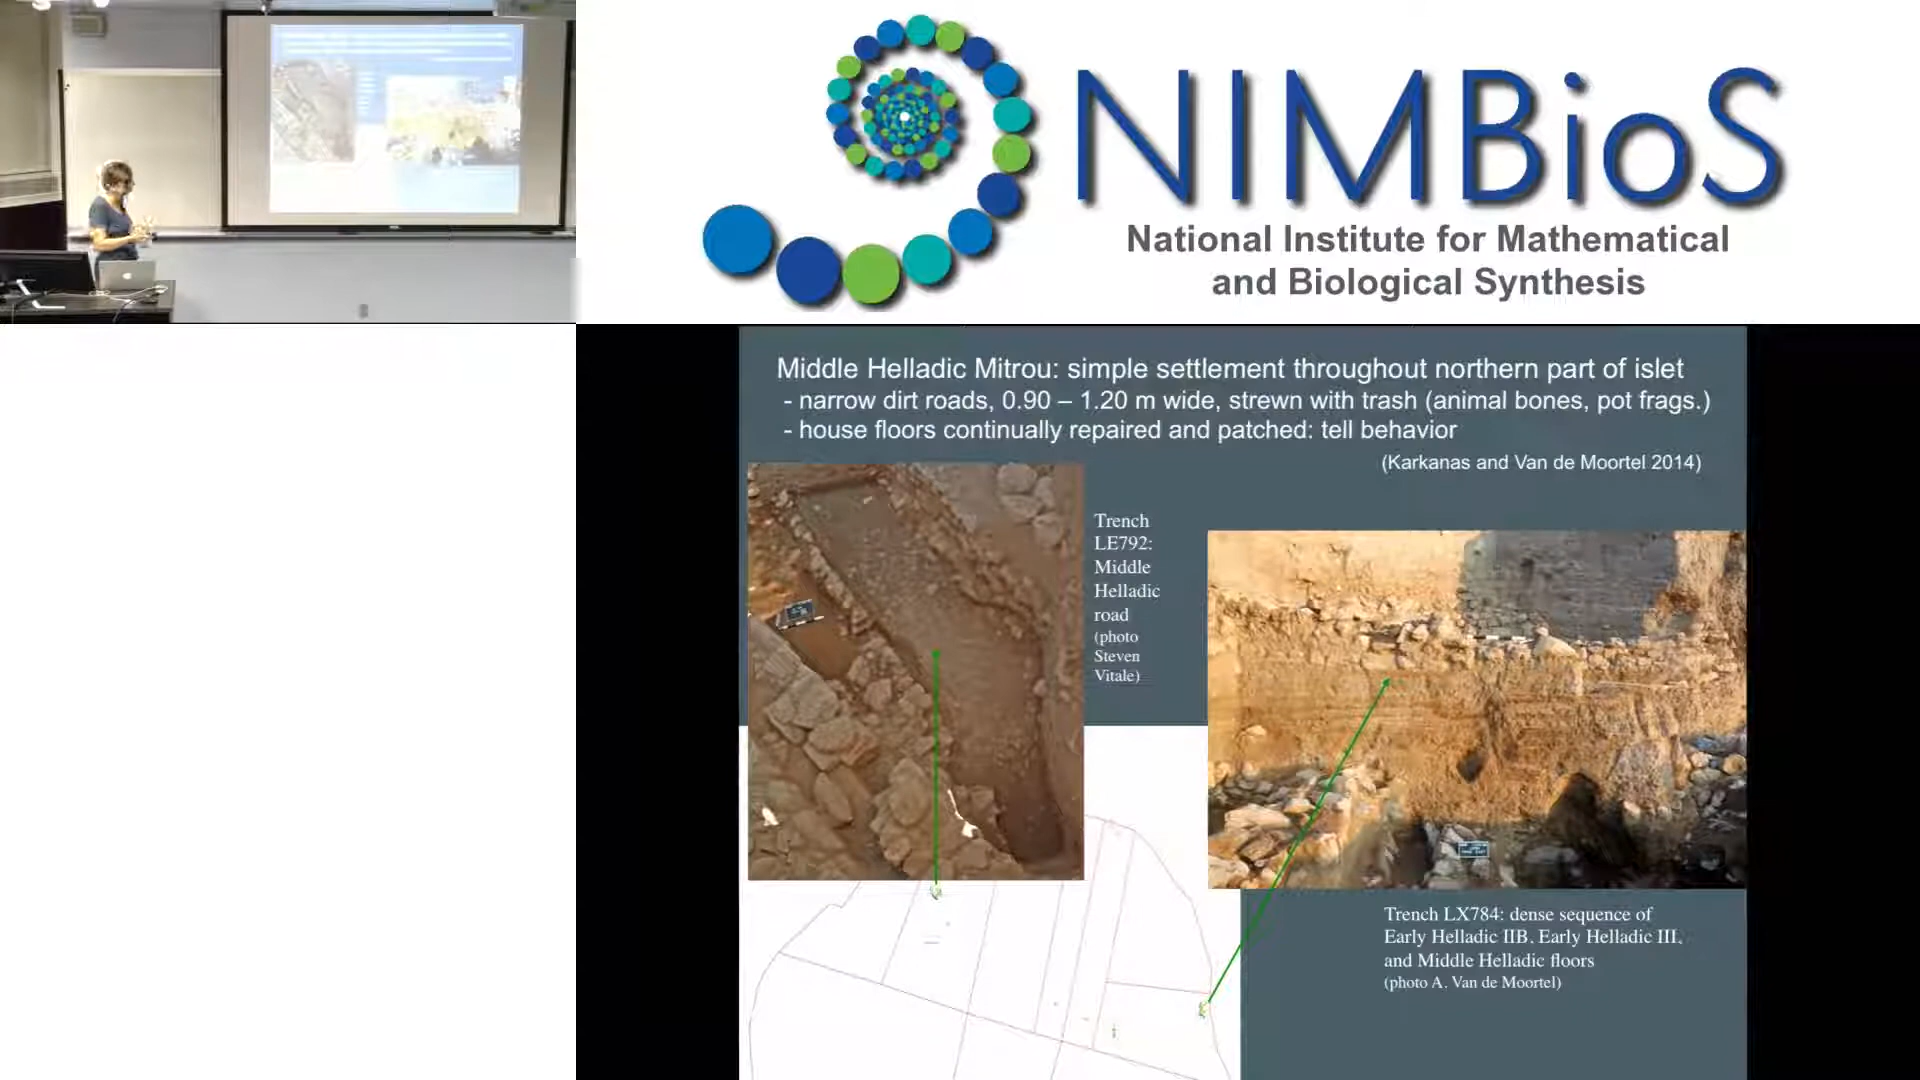 NIMBioS
National Institute for Mathematical
and Biological Synthesis
Middle Helladic Mitrou: simple settlement throughout northern part of islet
- narrow dirt roads, 0.90 – 1.20 m wide, strewn with trash (animal bones, pot frags.)
- house floors continually repaired and patched: tell behavior
(Karkanas and Van de Moortel 2014)
Trench
LE792:
Middle
Helladic
road
(photo
Steven
Vitale)
Trench LX784: dense sequence of
Early Helladic IIB, Early Helladic III,
and Middle Helladic floors
(photo A. Van de Moortel)